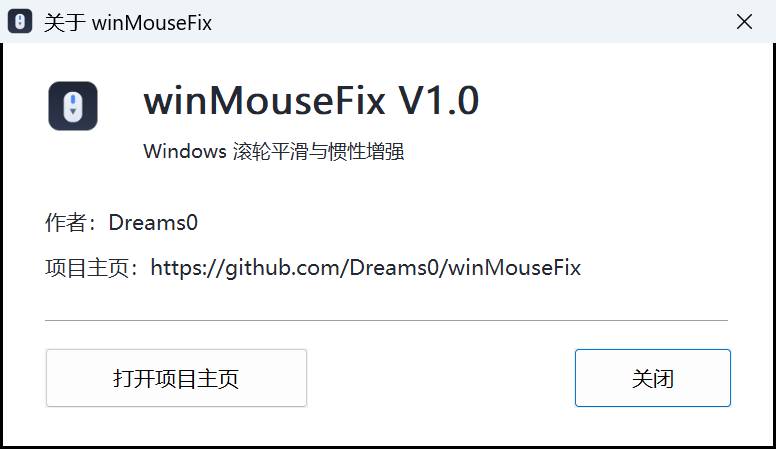 关于 winMouseFix
winMouseFix V1.0
Windows 滚轮平滑与惯性增强
作者：Dreams0
项目主页：https://github.com/Dreams0/winMouseFix
打开项目主页
关闭